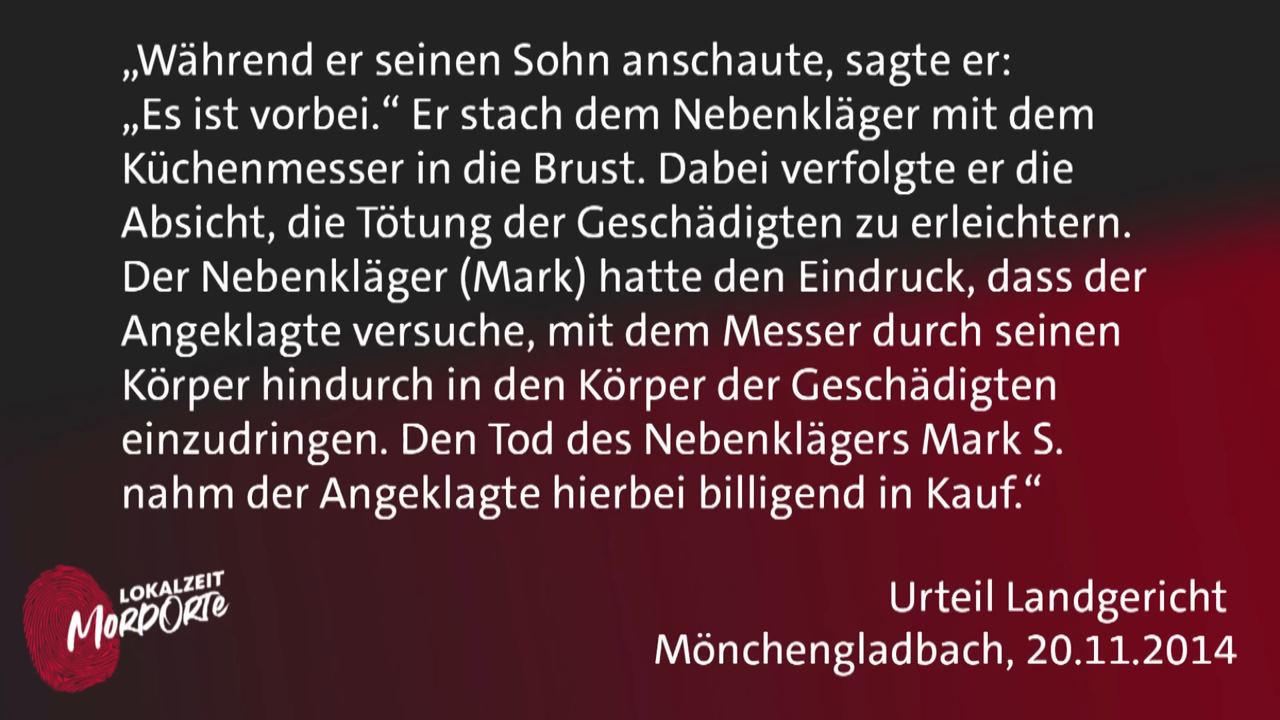 „Während er seinen Sohn anschaute, sagte er:
„Es ist vorbei.“ Er stach dem Nebenkläger mit dem
Küchenmesser in die Brust. Dabei verfolgte er die
Absicht, die Tötung der Geschädigten zu erleichtern.
Der Nebenkläger (Mark) hatte den Eindruck, dass der
Angeklagte versuche, mit dem Messer durch seinen
Körper hindurch in den Körper der Geschädigten
einzudringen. Den Tod des Nebenklägers Mark S.
nahm der Angeklagte hierbei billigend in Kauf.“
LOKALZEIT
MORDORTE
Urteil Landgericht
Mönchengladbach, 20.11.2014